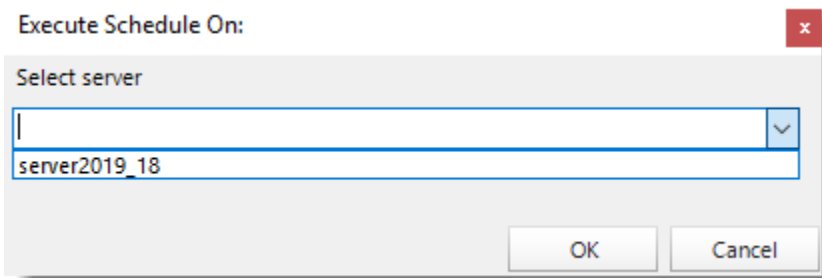 Execute Schedule On:
x
Select server
server2019_18
OK
Cancel